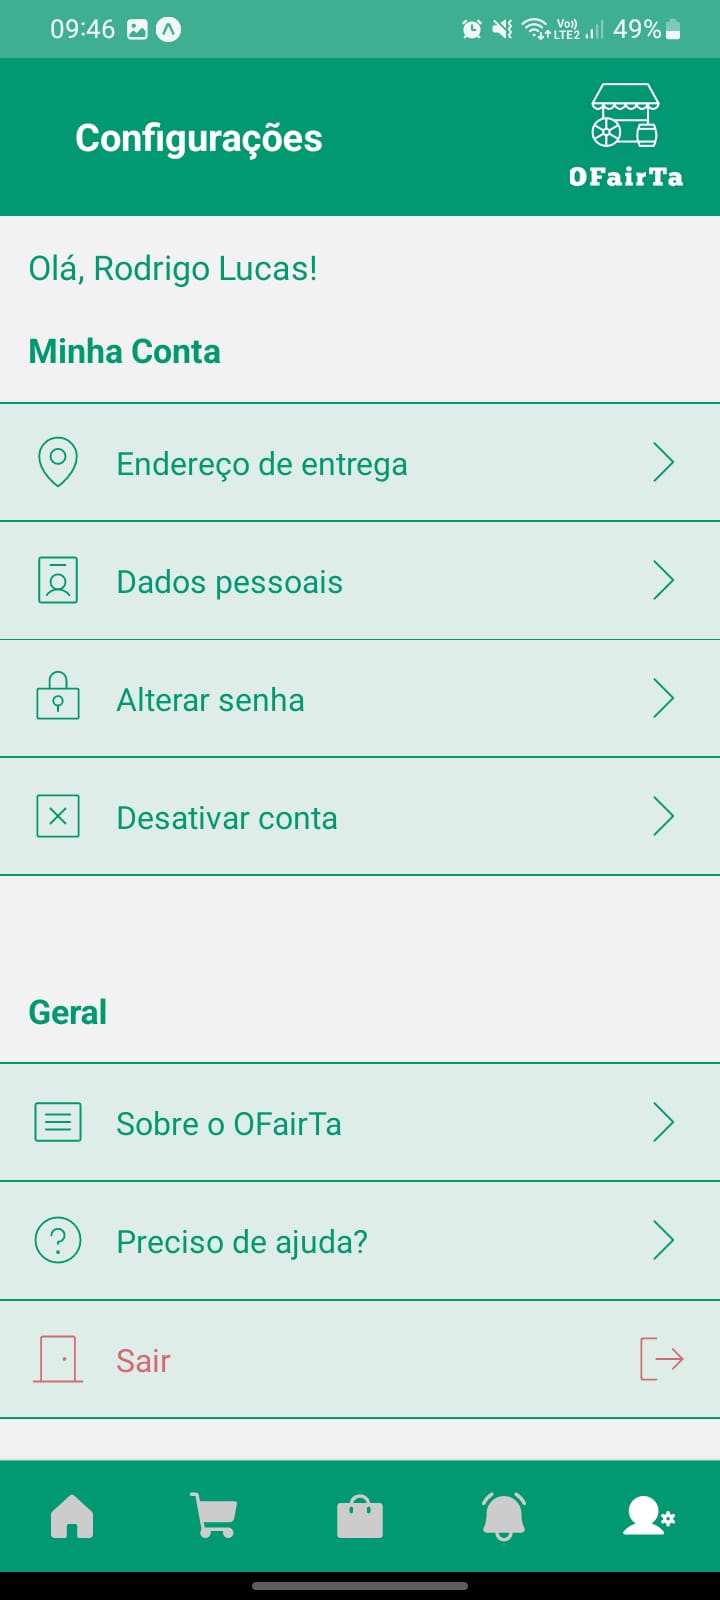 09:46
Vo)) LTE2 49%
Configurações
OFairTa
Olá, Rodrigo Lucas!
Minha Conta
Endereço de entrega
Dados pessoais
Alterar senha
Desativar conta
Geral
Sobre o OFairTa
Preciso de ajuda?
Sair